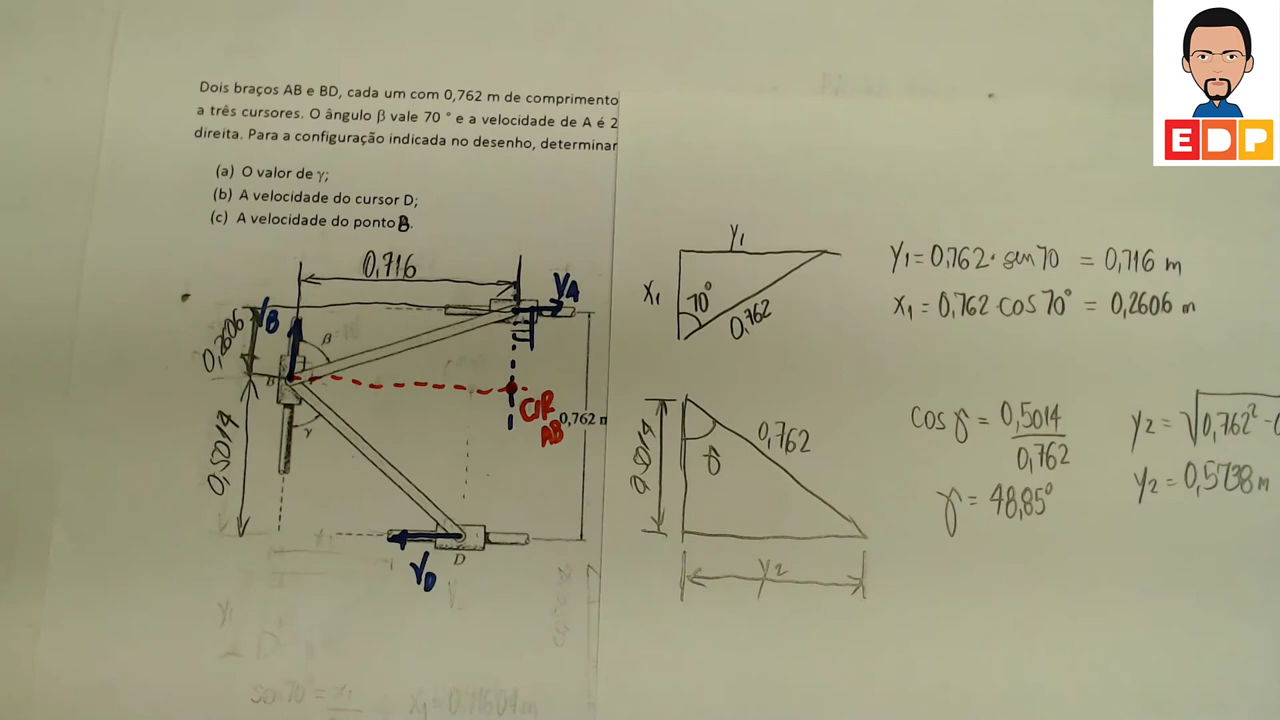 Dois braços AB e BD, cada um com 0,762 m de comprimento
a três cursores. O ângulo β vale 70 ° e a velocidade de A é 2
direita. Para a configuração indicada no desenho, determinar
(a) O valor de γ;
(b) A velocidade do cursor D;
(c) A velocidade do ponto B.
EDP
0,716
VA
VB
β
0,2606
B
CIR
AB
0,762 m
γ
0,5014
D
VD
y1
x1
70°
0,762
y1 = 0,762 · sen 70 = 0,716 m
x1 = 0,762 cos 70° = 0,2606 m
0,5014
0,762
γ
y2
cos γ = 0,5014
0,762
γ = 48,85°
y2 = √0,762² -
y2 = 0,5738 m